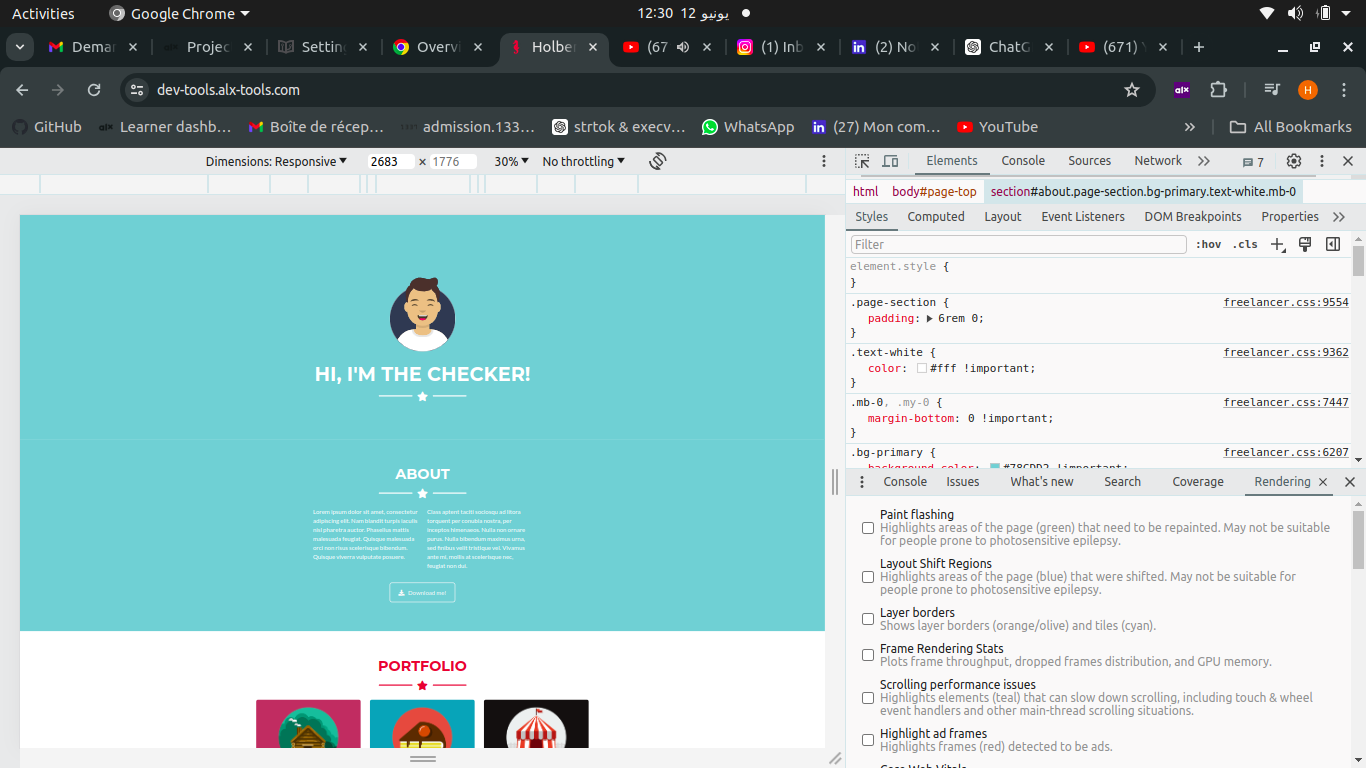 Activities
Google Chrome
12:30 12 يونيو
Demar
Projec
Settin
Overvi
Holber
(67
(1) Inb
(2) No
ChatG
(671) Y
dev-tools.alx-tools.com
alx
H
GitHub
Learner dashb…
Boîte de récep…
admission.133…
strtok & execv…
WhatsApp
(27) Mon com…
YouTube
All Bookmarks
Dimensions: Responsive
2683 × 1776
30%
No throttling
Elements
Console
Sources
Network
7
html
body#page-top
section#about.page-section.bg-primary.text-white.mb-0
Styles
Computed
Layout
Event Listeners
DOM Breakpoints
Properties
Filter
:hov
.cls
element.style {
}
.page-section {
freelancer.css:9554
padding: 6rem 0;
}
.text-white {
freelancer.css:9362
color: #fff !important;
}
.mb-0, .my-0 {
freelancer.css:7447
margin-bottom: 0 !important;
}
.bg-primary {
freelancer.css:6207
background-color: #78CDD2 !important;
Console
Issues
What's new
Search
Coverage
Rendering
Paint flashing
Highlights areas of the page (green) that need to be repainted. May not be suitable
for people prone to photosensitive epilepsy.
Layout Shift Regions
Highlights areas of the page (blue) that were shifted. May not be suitable for
people prone to photosensitive epilepsy.
Layer borders
Shows layer borders (orange/olive) and tiles (cyan).
Frame Rendering Stats
Plots frame throughput, dropped frames distribution, and GPU memory.
Scrolling performance issues
Highlights elements (teal) that can slow down scrolling, including touch & wheel
event handlers and other main-thread scrolling situations.
Highlight ad frames
Highlights frames (red) detected to be ads.
Core Web Vitals
HI, I'M THE CHECKER!
ABOUT
Lorem ipsum dolor sit amet, consectetur
adipiscing elit. Nam blandit turpis iaculis
nisl pharetra auctor. Phasellus mattis
malesuada feugiat. Quisque malesuada
orci non risus scelerisque bibendum.
Quisque viverra vulputate posuere.
Class aptent taciti sociosqu ad litora
torquent per conubia nostra, per
inceptos himenaeos. Nulla non ornare
purus. Nulla bibendum maximus urna,
sed finibus velit tristique vel. Vivamus
ante mi, mollis at scelerisque nec,
feugiat non dui.
Download me!
PORTFOLIO